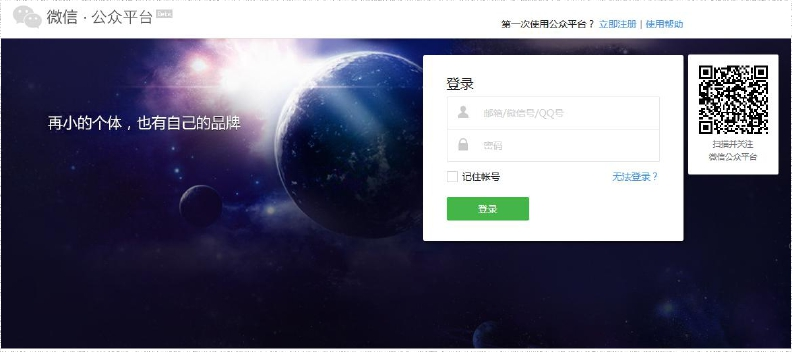 微信·公众平台 Beta
第一次使用公众平台？ 立即注册 | 使用帮助
再小的个体，也有自己的品牌
登录
邮箱/微信号/QQ号
密码
记住帐号 无法登录？
登录
扫描并关注
微信公众平台